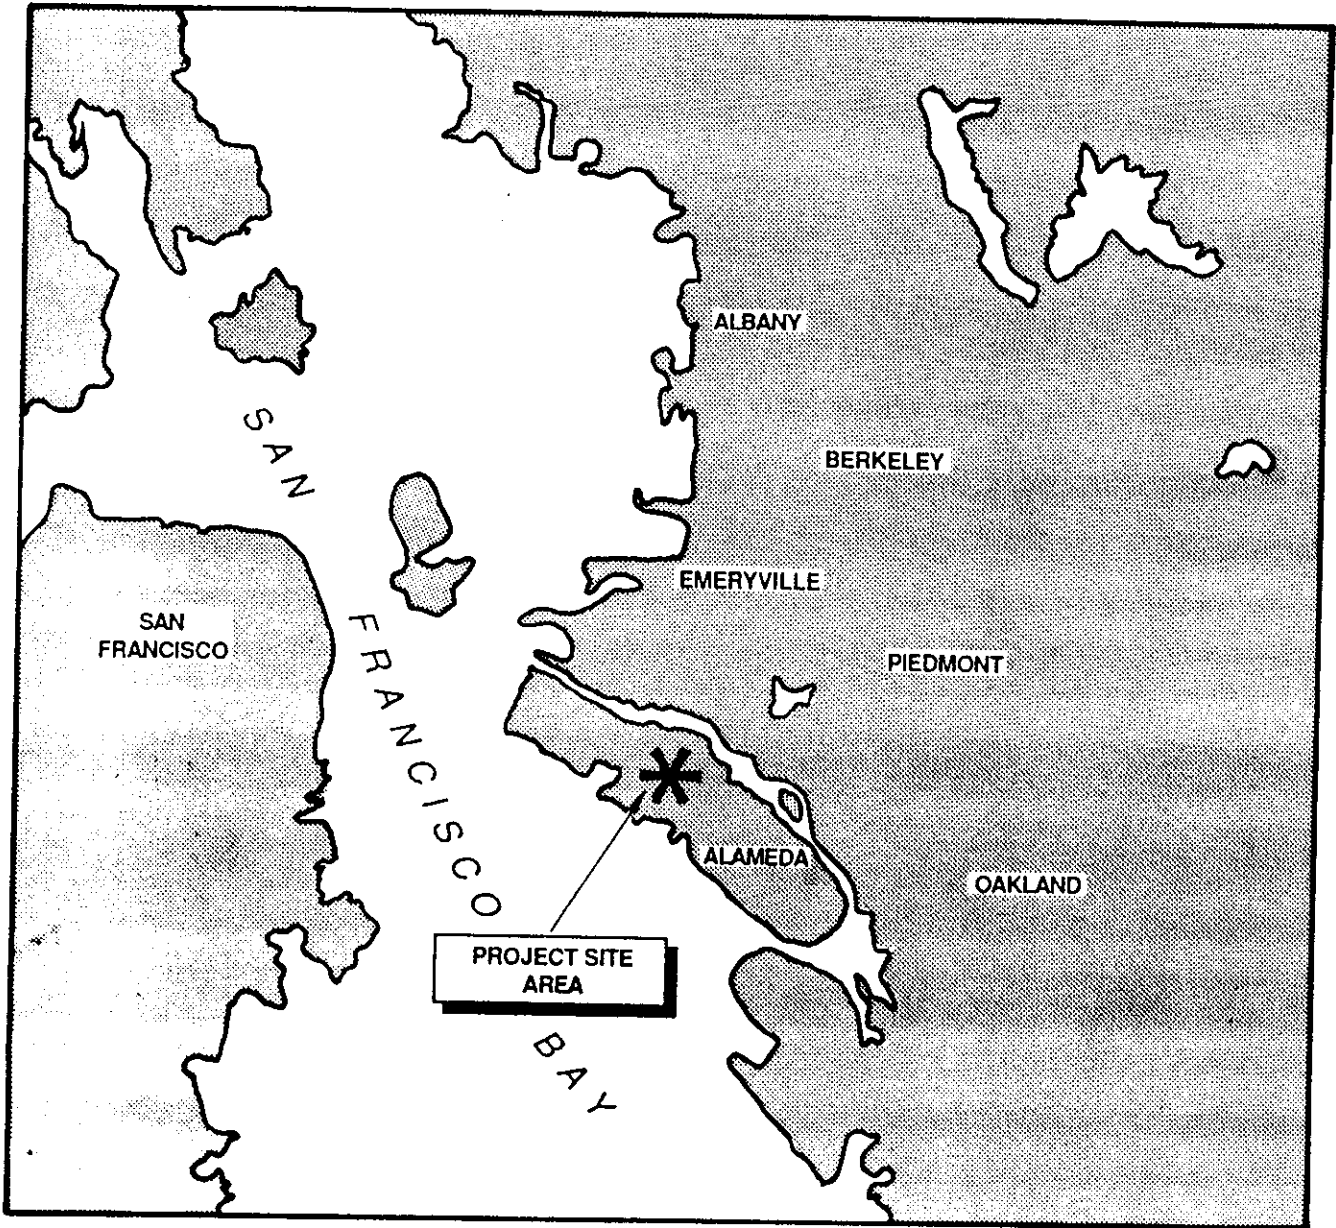 ALBANY
BERKELEY
EMERYVILLE
SAN
FRANCISCO
PIEDMONT
ALAMEDA
OAKLAND
PROJECT SITE
AREA
SAN
FRANCISCO
BAY